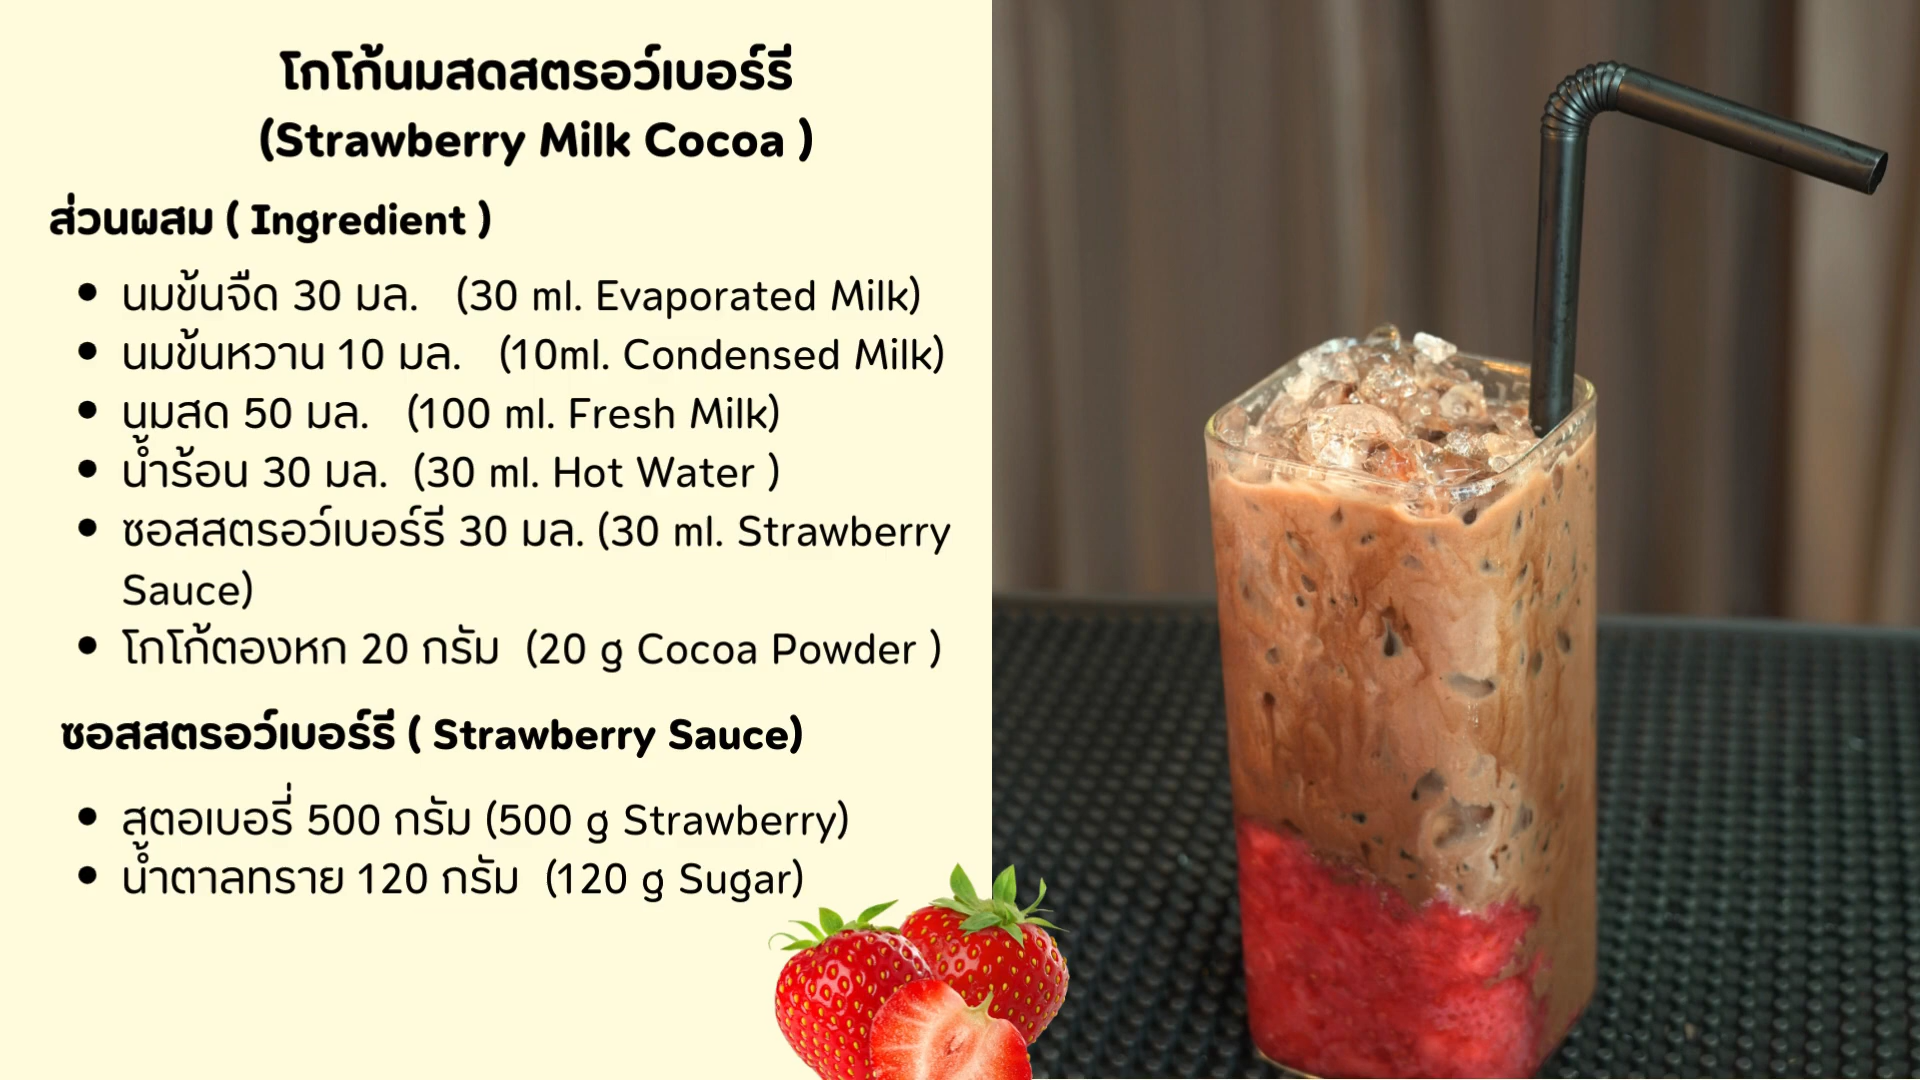 โกโก้นมสดสตรอว์เบอร์รี
(Strawberry Milk Cocoa )
ส่วนผสม ( Ingredient )
• นมข้นจืด 30 มล. (30 ml. Evaporated Milk)
• นมข้นหวาน 10 มล. (10ml. Condensed Milk)
• นมสด 50 มล. (100 ml. Fresh Milk)
• น้ำร้อน 30 มล. (30 ml. Hot Water )
• ซอสสตรอว์เบอร์รี 30 มล. (30 ml. Strawberry
Sauce)
• โกโก้ตองหก 20 กรัม (20 g Cocoa Powder )
ซอสสตรอว์เบอร์รี ( Strawberry Sauce)
• สตอเบอรี่ 500 กรัม (500 g Strawberry)
• น้ำตาลทราย 120 กรัม (120 g Sugar)